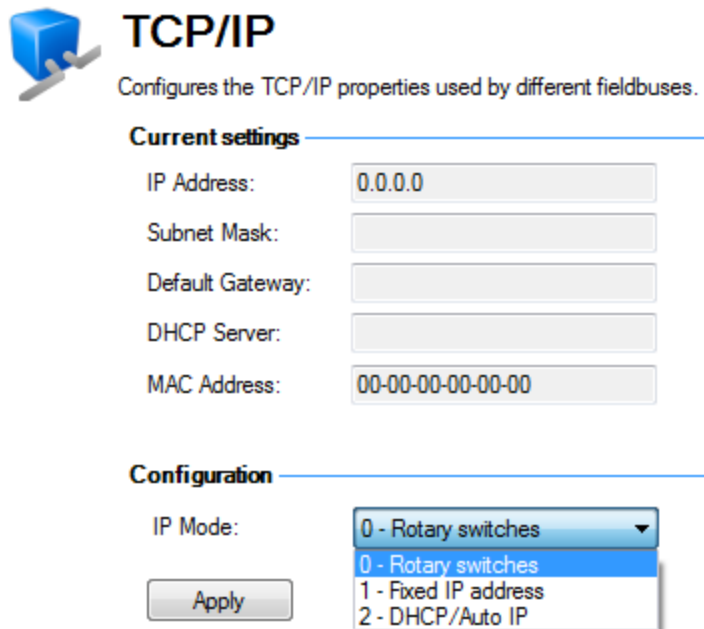 TCP/IP
Configures the TCP/IP properties used by different fieldbuses.
Current settings
IP Address: 0.0.0.0
Subnet Mask:
Default Gateway:
DHCP Server:
MAC Address: 00-00-00-00-00-00
Configuration
IP Mode: 0 - Rotary switches
0 - Rotary switches
1 - Fixed IP address
Apply
2 - DHCP/Auto IP